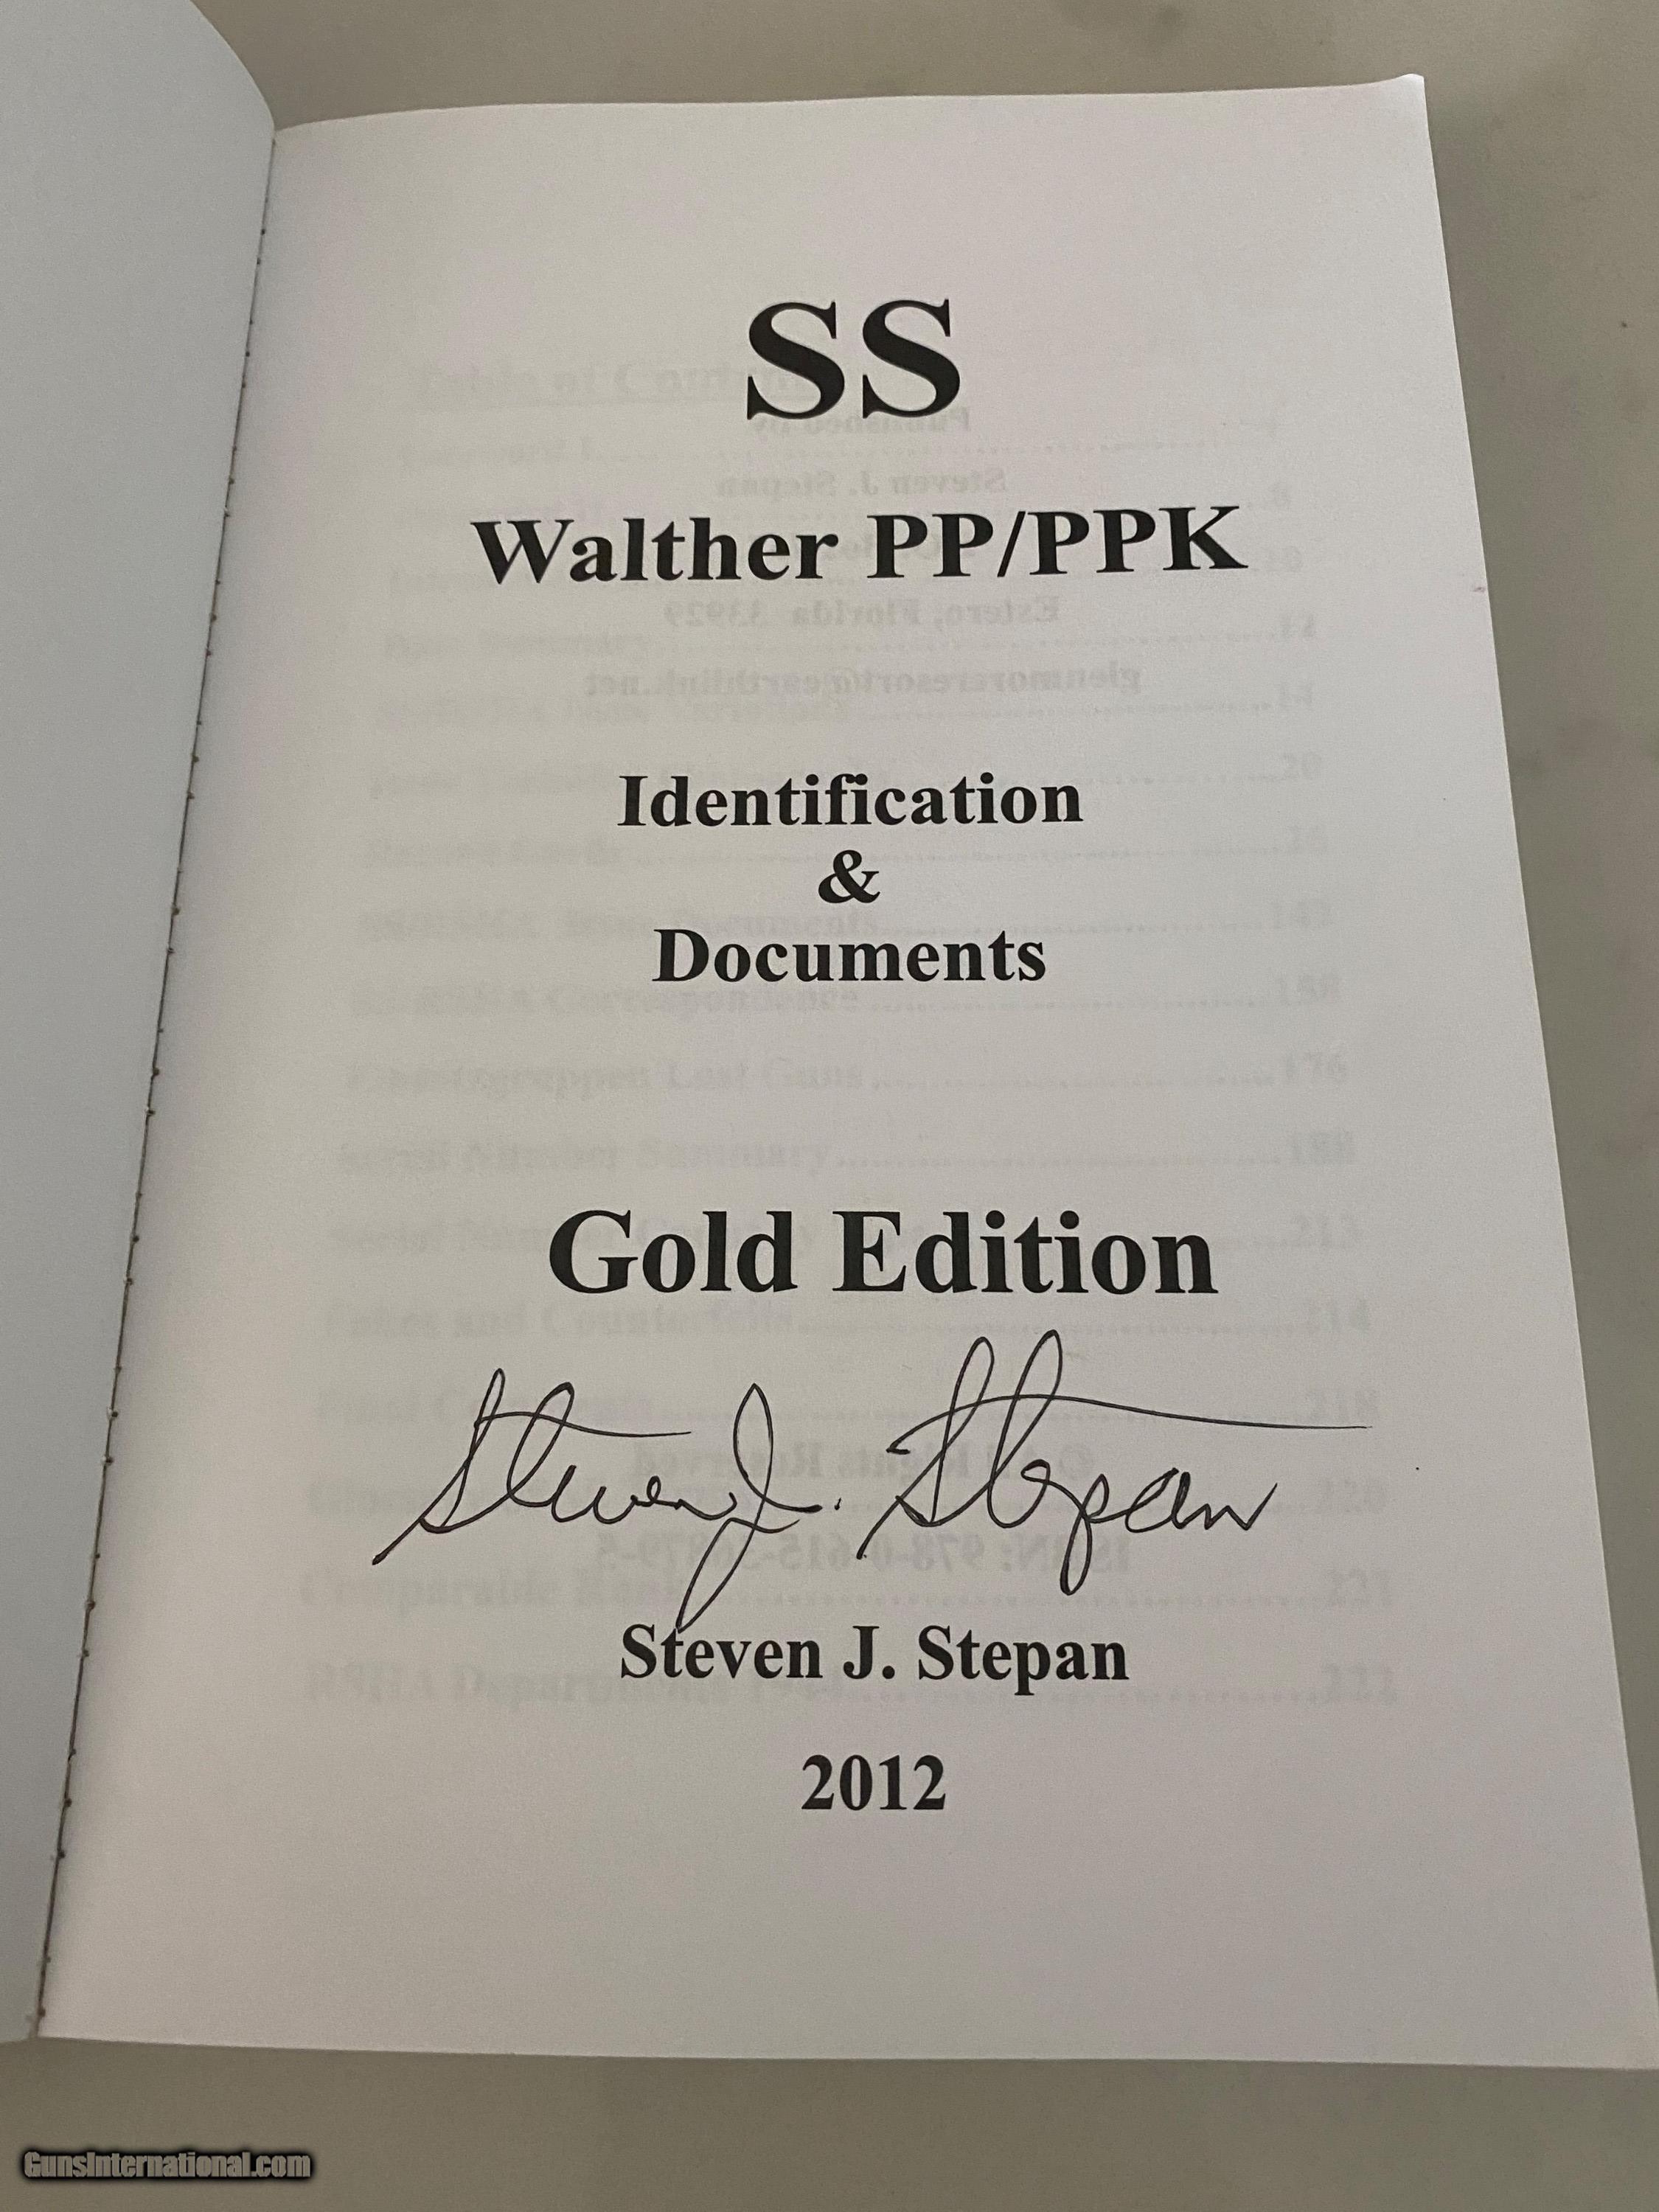 SS
Walther PP/PPK
Identification
&
Documents
Gold Edition
Steven J. Stepan
Steven J. Stepan
2012
GunsInternational.com